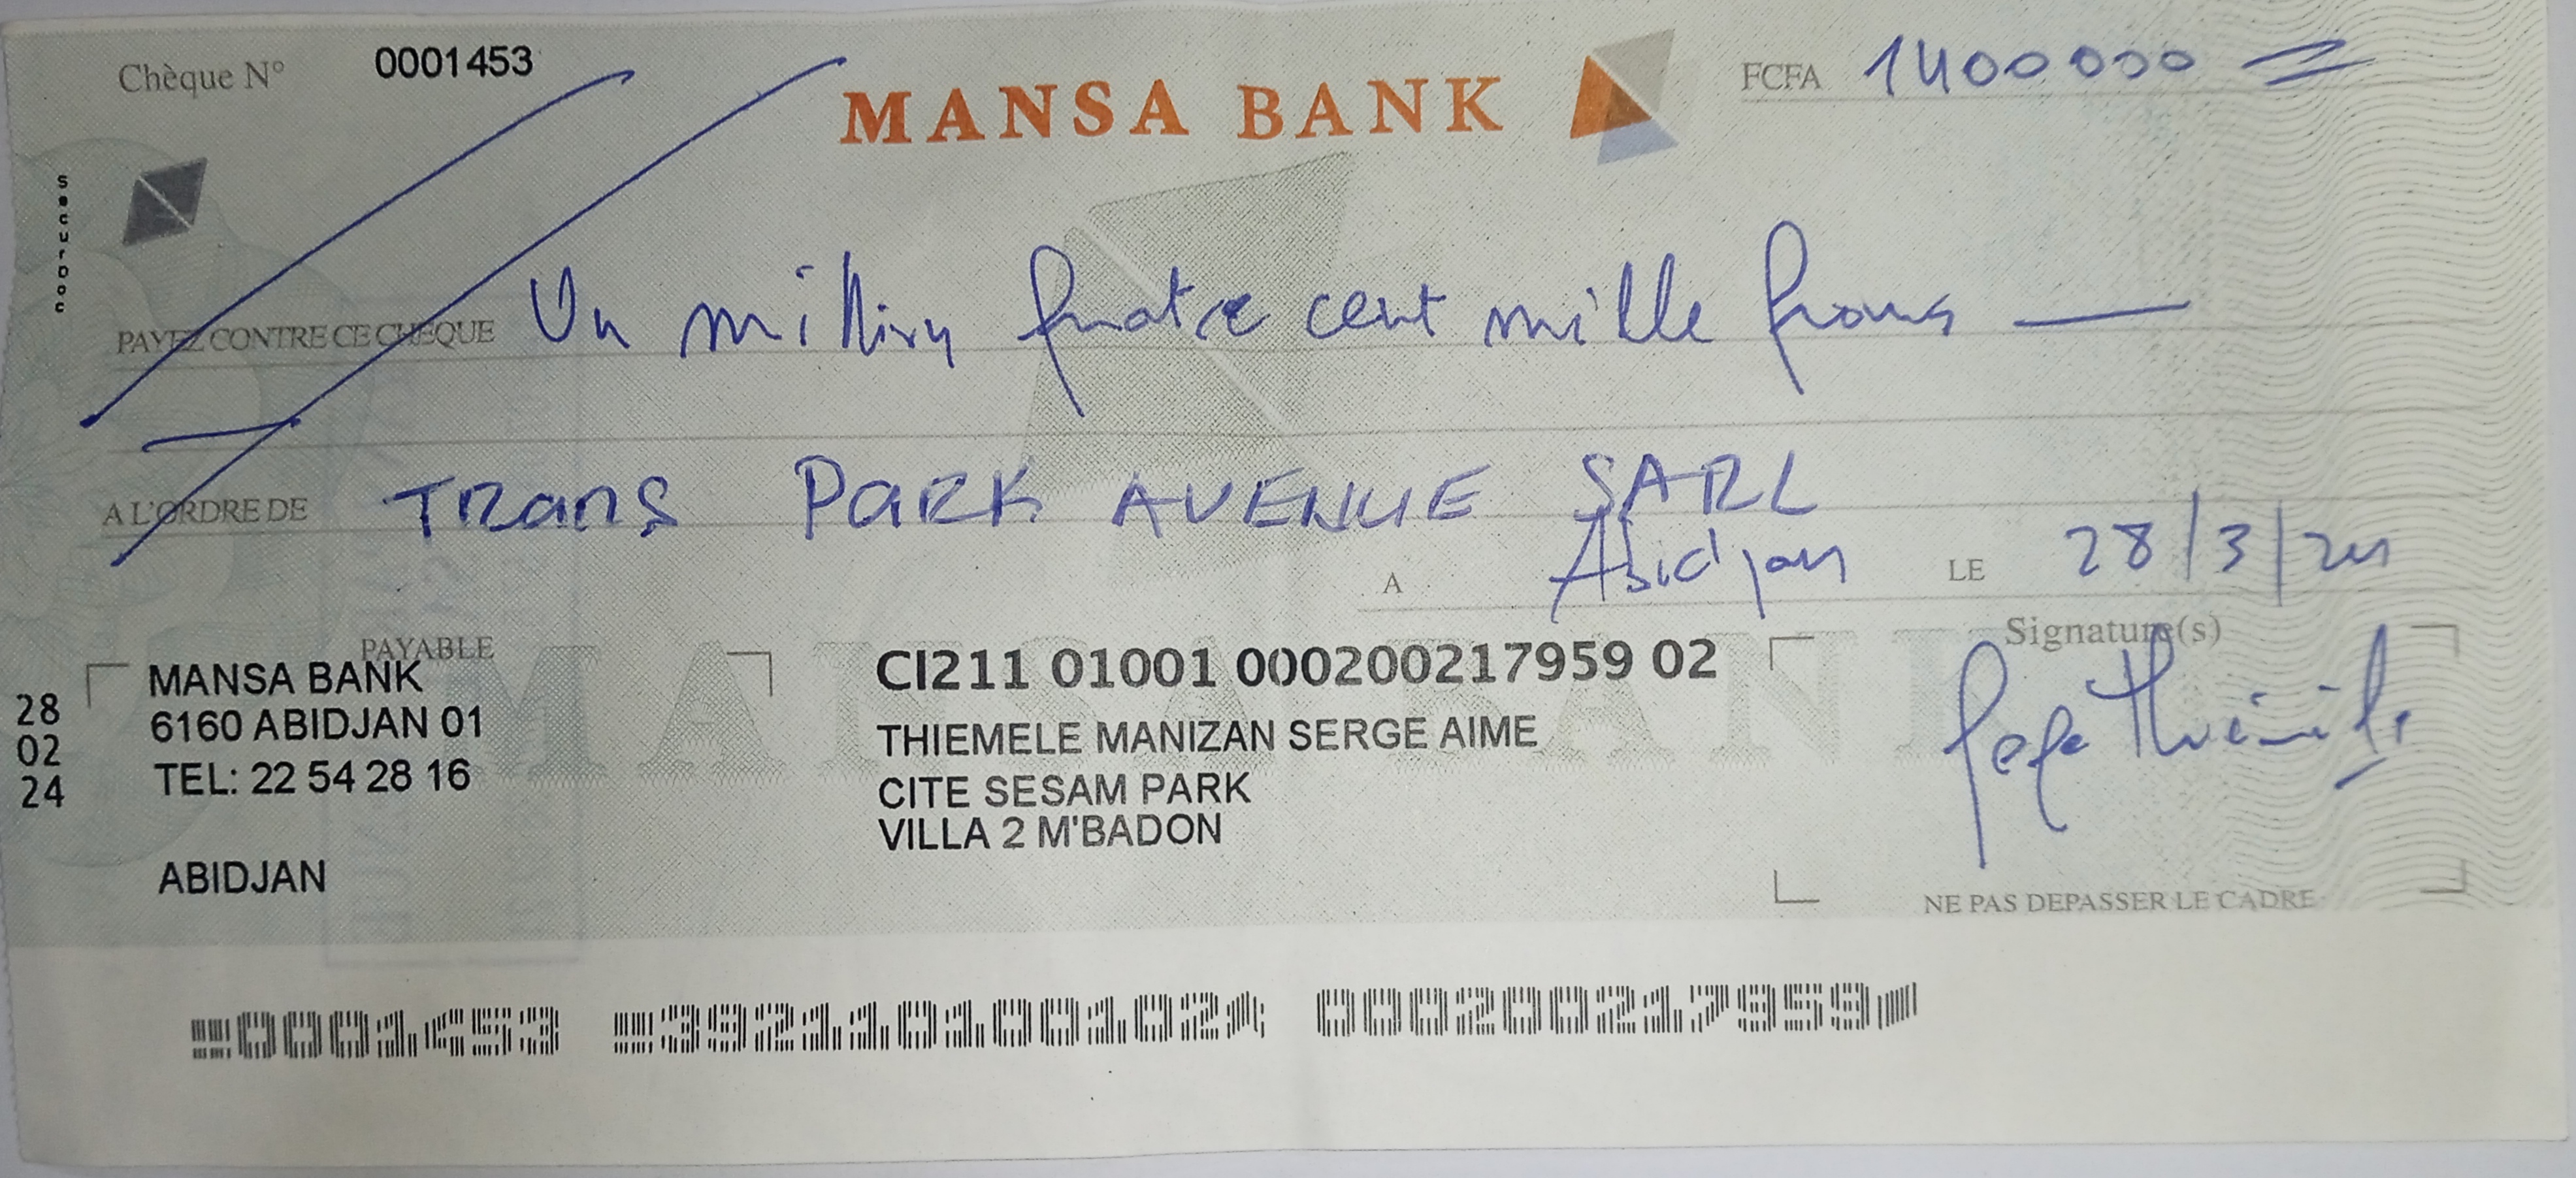 Chèque N° 0001453
MANSA BANK
FCFA 1400000 =
securdoc
PAYEZ CONTRE CE CHEQUE Un million quatre cent mille francs —
A L'ORDRE DE TRanS PaRK AVENUE SARL
A Abidjan LE 28/3/24
PAYABLE
Signature(s)
MANSA BANK
6160 ABIDJAN 01
TEL: 22 54 28 16
ABIDJAN
28
02
24
CI211 01001 000200217959 02
THIEMELE MANIZAN SERGE AIME
CITE SESAM PARK
VILLA 2 M'BADON
MANSA BANK
NE PAS DEPASSER LE CADRE
0001453 392110100102 000200217959